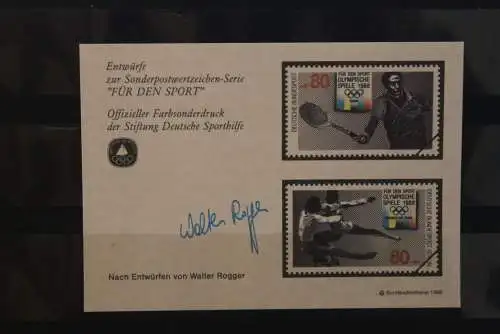 Entwürfe
zur Sonderpostwertzeichen-Serie
"FÜR DEN SPORT"
Offizieller Farbsonderdruck
der Stiftung Deutsche Sporthilfe
Walter Rogger
Nach Entwürfen von Walter Rogger
80
FÜR DEN SPORT
OLYMPISCHE
SPIELE 1988
DEUTSCHE BUNDESPOST
FÜR DEN SPORT
OLYMPISCHE
SPIELE 1988
DEUTSCHE BUNDESPOST
80